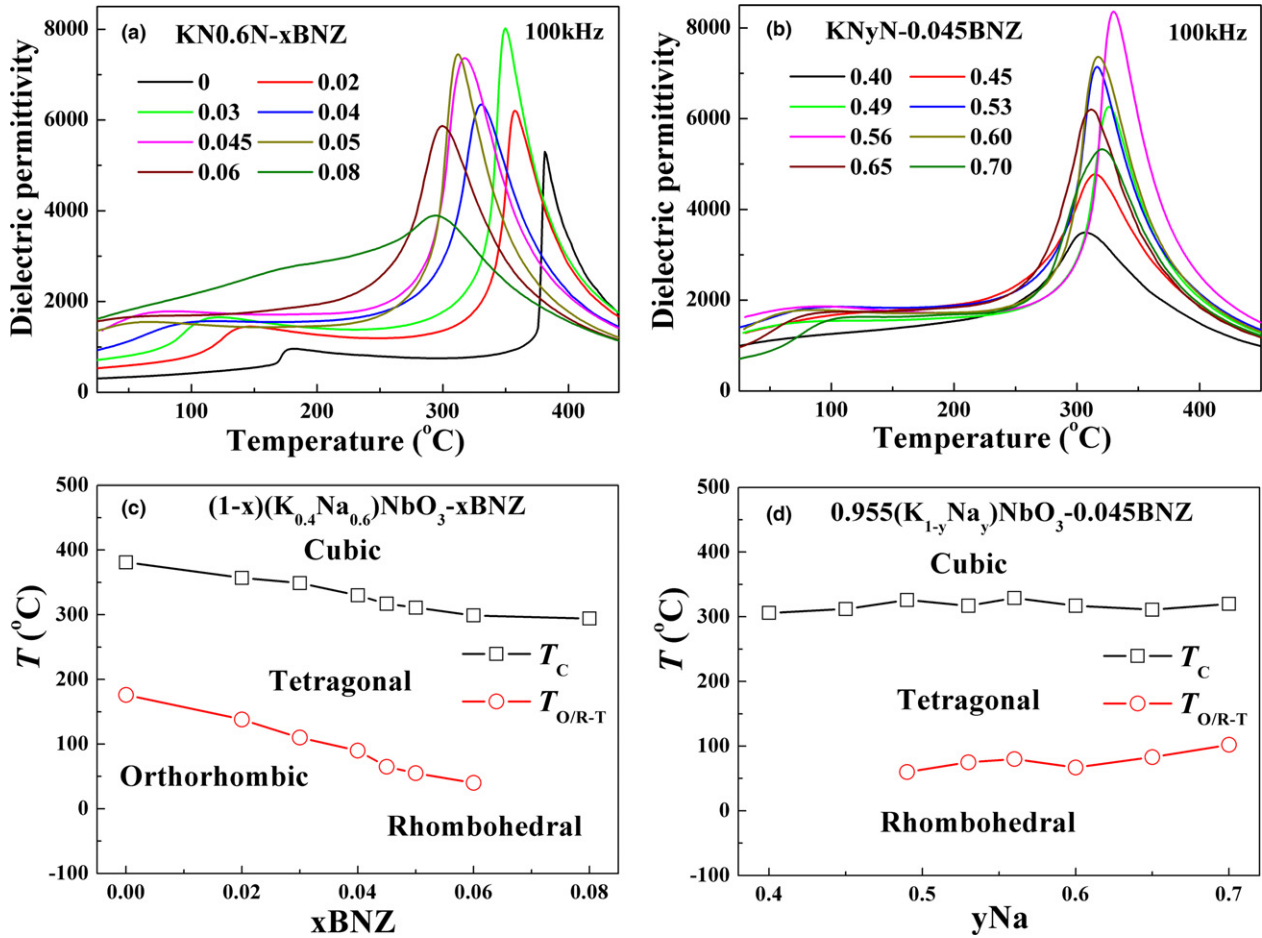 (a) KN0.6N-xBNZ 100kHz
0 0.02
0.03 0.04
0.045 0.05
0.06 0.08
Dielectric permittivity
8000
6000
4000
2000
0
100 200 300 400
Temperature (°C)
(b) KNyN-0.045BNZ 100kHz
0.40 0.45
0.49 0.53
0.56 0.60
0.65 0.70
Dielectric permittivity
8000
6000
4000
2000
0
100 200 300 400
Temperature (°C)
(c) (1-x)(K0.4Na0.6)NbO3-xBNZ
Cubic
Tetragonal
TC
TO/R-T
Orthorhombic
Rhombohedral
T (°C)
500
400
300
200
100
0
-100
0.00 0.02 0.04 0.06 0.08
xBNZ
(d) 0.955(K1-yNay)NbO3-0.045BNZ
Cubic
Tetragonal
TC
TO/R-T
Rhombohedral
T (°C)
500
400
300
200
100
0
-100
0.4 0.5 0.6 0.7
yNa